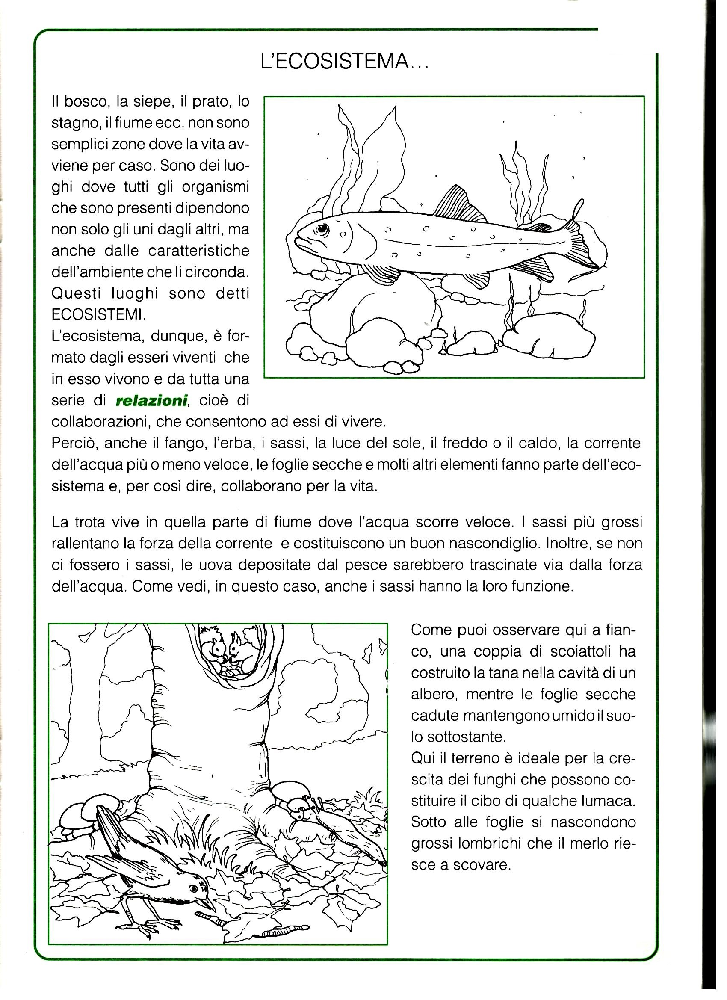 L'ECOSISTEMA...
Il bosco, la siepe, il prato, lo
stagno, il fiume ecc. non sono
semplici zone dove la vita av-
viene per caso. Sono dei luo-
ghi dove tutti gli organismi
che sono presenti dipendono
non solo gli uni dagli altri, ma
anche dalle caratteristiche
dell'ambiente che li circonda.
Questi luoghi sono detti
ECOSISTEMI.
L'ecosistema, dunque, è for-
mato dagli esseri viventi che
in esso vivono e da tutta una
serie di relazioni, cioè di
collaborazioni, che consentono ad essi di vivere.
Perciò, anche il fango, l'erba, i sassi, la luce del sole, il freddo o il caldo, la corrente
dell'acqua più o meno veloce, le foglie secche e molti altri elementi fanno parte dell'eco-
sistema e, per così dire, collaborano per la vita.
La trota vive in quella parte di fiume dove l'acqua scorre veloce. I sassi più grossi
rallentano la forza della corrente e costituiscono un buon nascondiglio. Inoltre, se non
ci fossero i sassi, le uova depositate dal pesce sarebbero trascinate via dalla forza
dell'acqua. Come vedi, in questo caso, anche i sassi hanno la loro funzione.
Come puoi osservare qui a fian-
co, una coppia di scoiattoli ha
costruito la tana nella cavità di un
albero, mentre le foglie secche
cadute mantengono umido il suo-
lo sottostante.
Qui il terreno è ideale per la cre-
scita dei funghi che possono co-
stituire il cibo di qualche lumaca.
Sotto alle foglie si nascondono
grossi lombrichi che il merlo rie-
sce a scovare.